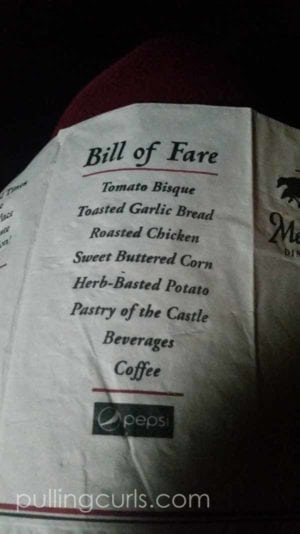 Bill of Fare
Tomato Bisque
Toasted Garlic Bread
Roasted Chicken
Sweet Buttered Corn
Herb-Basted Potato
Pastry of the Castle
Beverages
Coffee
pepsi
Times
pullingcurls.com